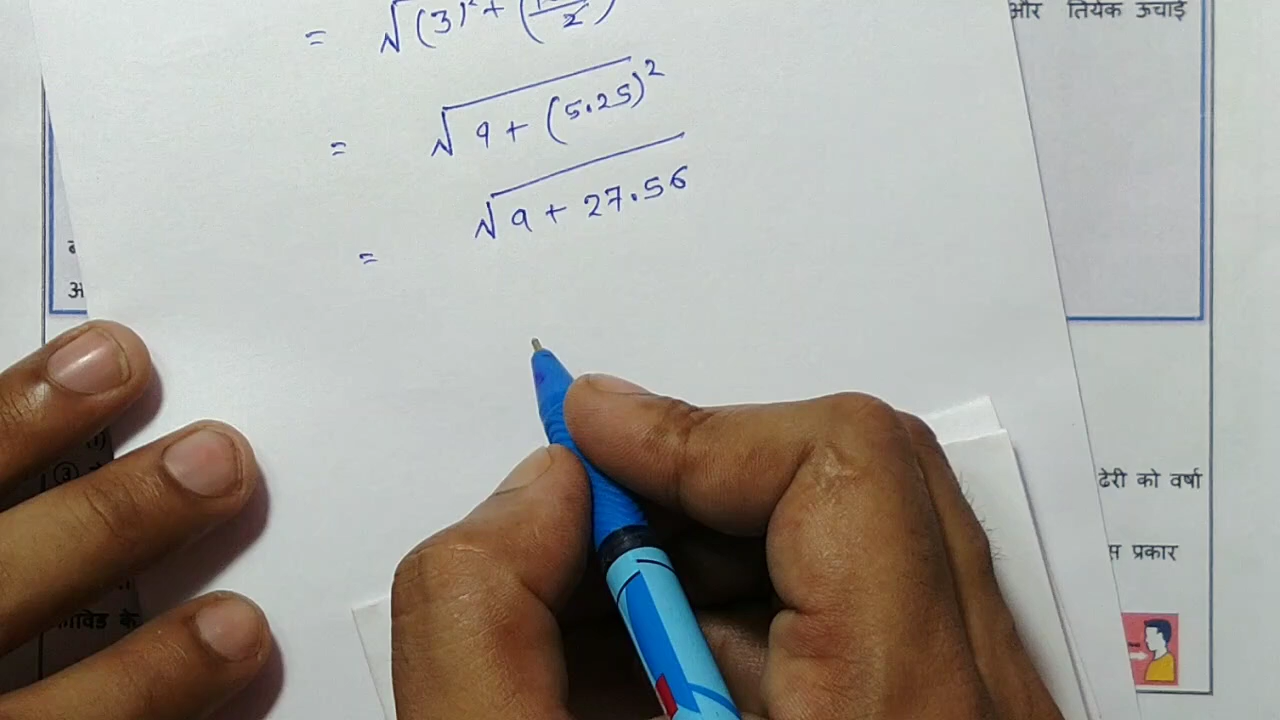 और तिर्यक ऊंचाई
= √(3)² + (
= √9 + (5.25)²
= √9 + 27.56
ढेरी को वर्षा
स प्रकार